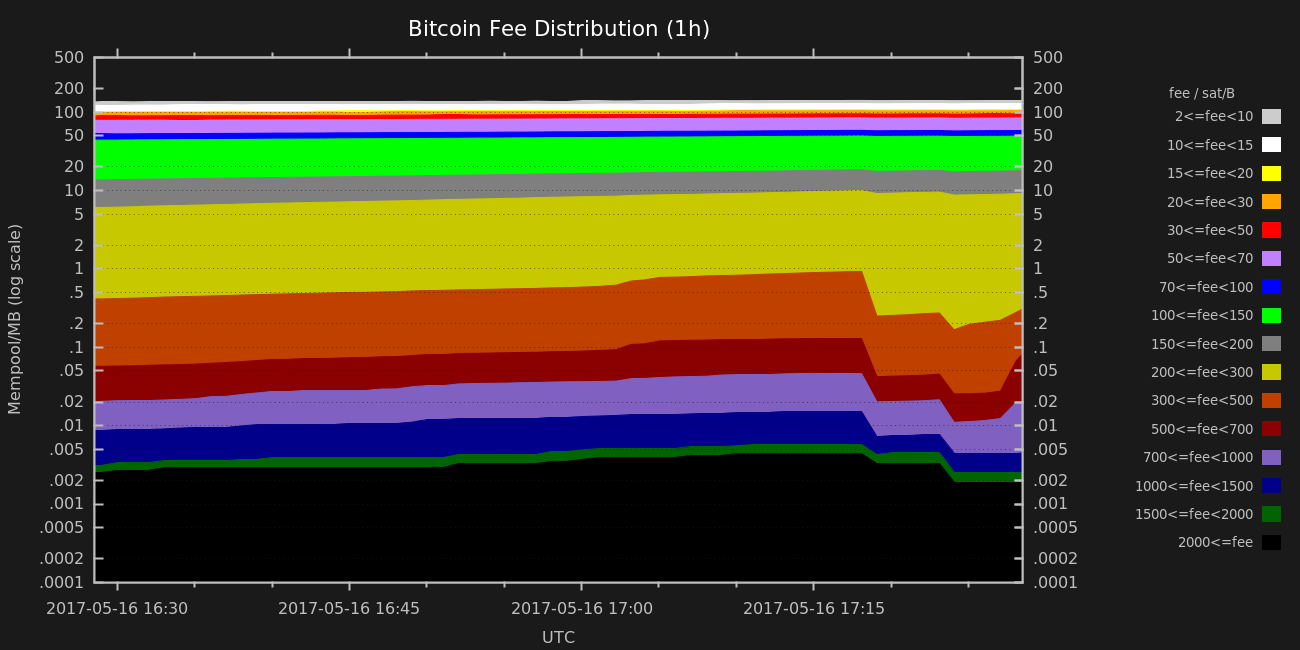 Bitcoin Fee Distribution (1h)
500
200
100
50
20
10
5
2
1
.5
.2
.1
.05
.02
.01
.005
.002
.001
.0005
.0002
.0001
Mempool/MB (log scale)
500
200
100
50
20
10
5
2
1
.5
.2
.1
.05
.02
.01
.005
.002
.001
.0005
.0002
.0001
2017-05-16 16:30
2017-05-16 16:45
2017-05-16 17:00
2017-05-16 17:15
UTC
fee / sat/B
2<=fee<10
10<=fee<15
15<=fee<20
20<=fee<30
30<=fee<50
50<=fee<70
70<=fee<100
100<=fee<150
150<=fee<200
200<=fee<300
300<=fee<500
500<=fee<700
700<=fee<1000
1000<=fee<1500
1500<=fee<2000
2000<=fee